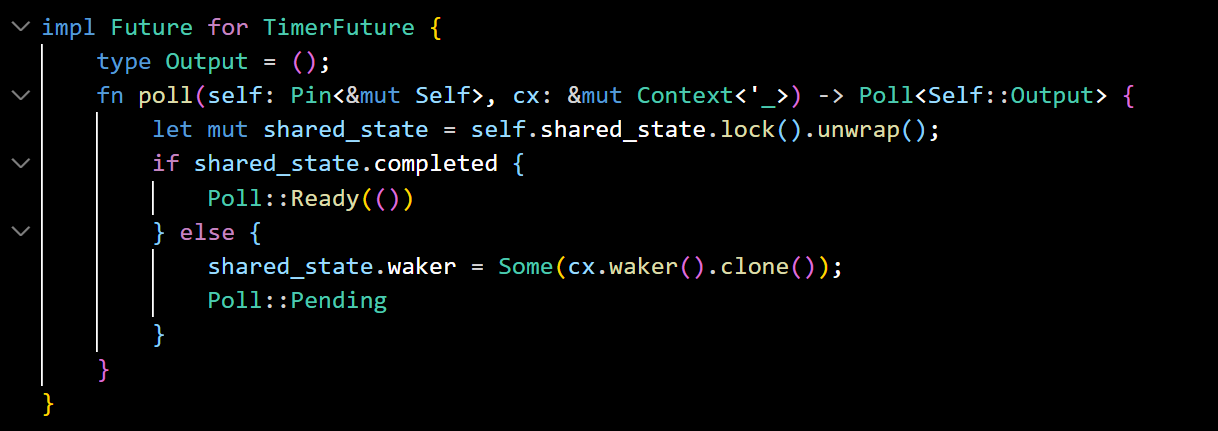 impl Future for TimerFuture {
    type Output = ();
    fn poll(self: Pin<&mut Self>, cx: &mut Context<'_>) -> Poll<Self::Output> {
        let mut shared_state = self.shared_state.lock().unwrap();
        if shared_state.completed {
            Poll::Ready(())
        } else {
            shared_state.waker = Some(cx.waker().clone());
            Poll::Pending
        }
    }
}